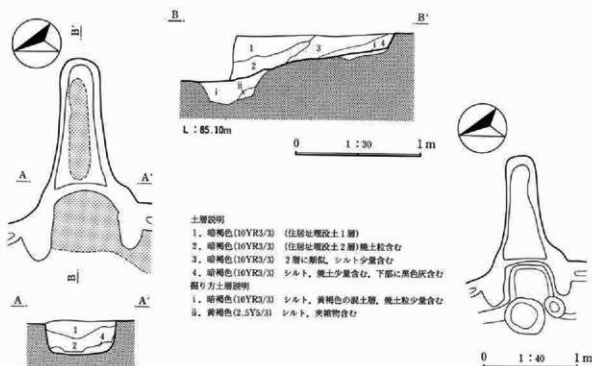 B
B'
1
2
3
4
i
i
ii
L：85.10m
0 1：30 1m
B'
A
A'
B
A
A'
1
2
4
土層説明
1. 暗褐色(10YR3/3) (住居址埋没土1層)
2. 暗褐色(10YR3/3) (住居址埋没土2層)焼土粒含む
3. 暗褐色(10YR3/3) 2層に類似、シルト少量含む
4. 暗褐色(10YR3/3) シルト、焼土少量含む、下部に黒色灰含む
掘り方土層説明
i. 暗褐色(10YR3/3) シルト、黄褐色の混土層、焼土粒少量含む
ii. 黄褐色(2.5Y5/3) シルト、夾雑物含む
0 1：40 1m